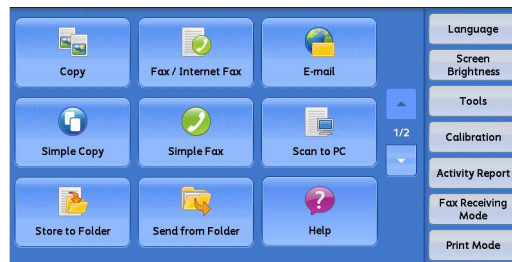 Copy
Fax / Internet Fax
E-mail
Simple Copy
Simple Fax
Scan to PC
Store to Folder
Send from Folder
Help
1/2
Language
Screen
Brightness
Tools
Calibration
Activity Report
Fax Receiving
Mode
Print Mode